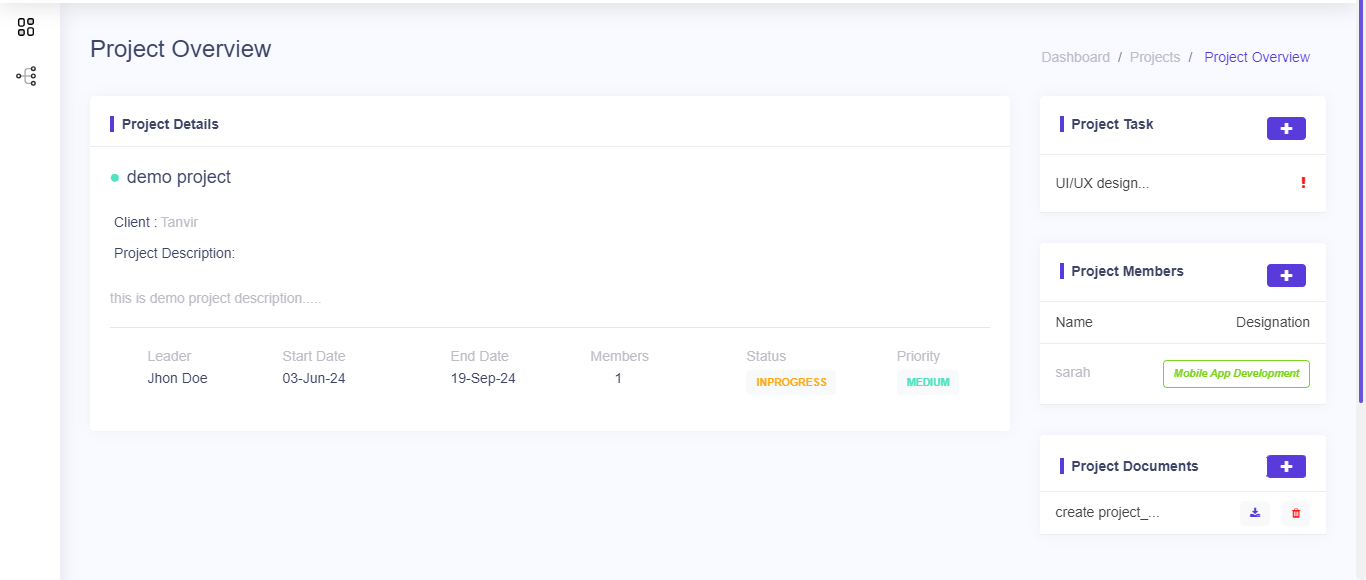 Project Overview
Dashboard / Projects / Project Overview
Project Details
demo project
Client : Tanvir
Project Description:
this is demo project description.....
Leader Start Date End Date Members Status Priority
Jhon Doe 03-Jun-24 19-Sep-24 1 INPROGRESS MEDIUM
Project Task
UI/UX design...
Project Members
Name Designation
sarah Mobile App Development
Project Documents
create project_...